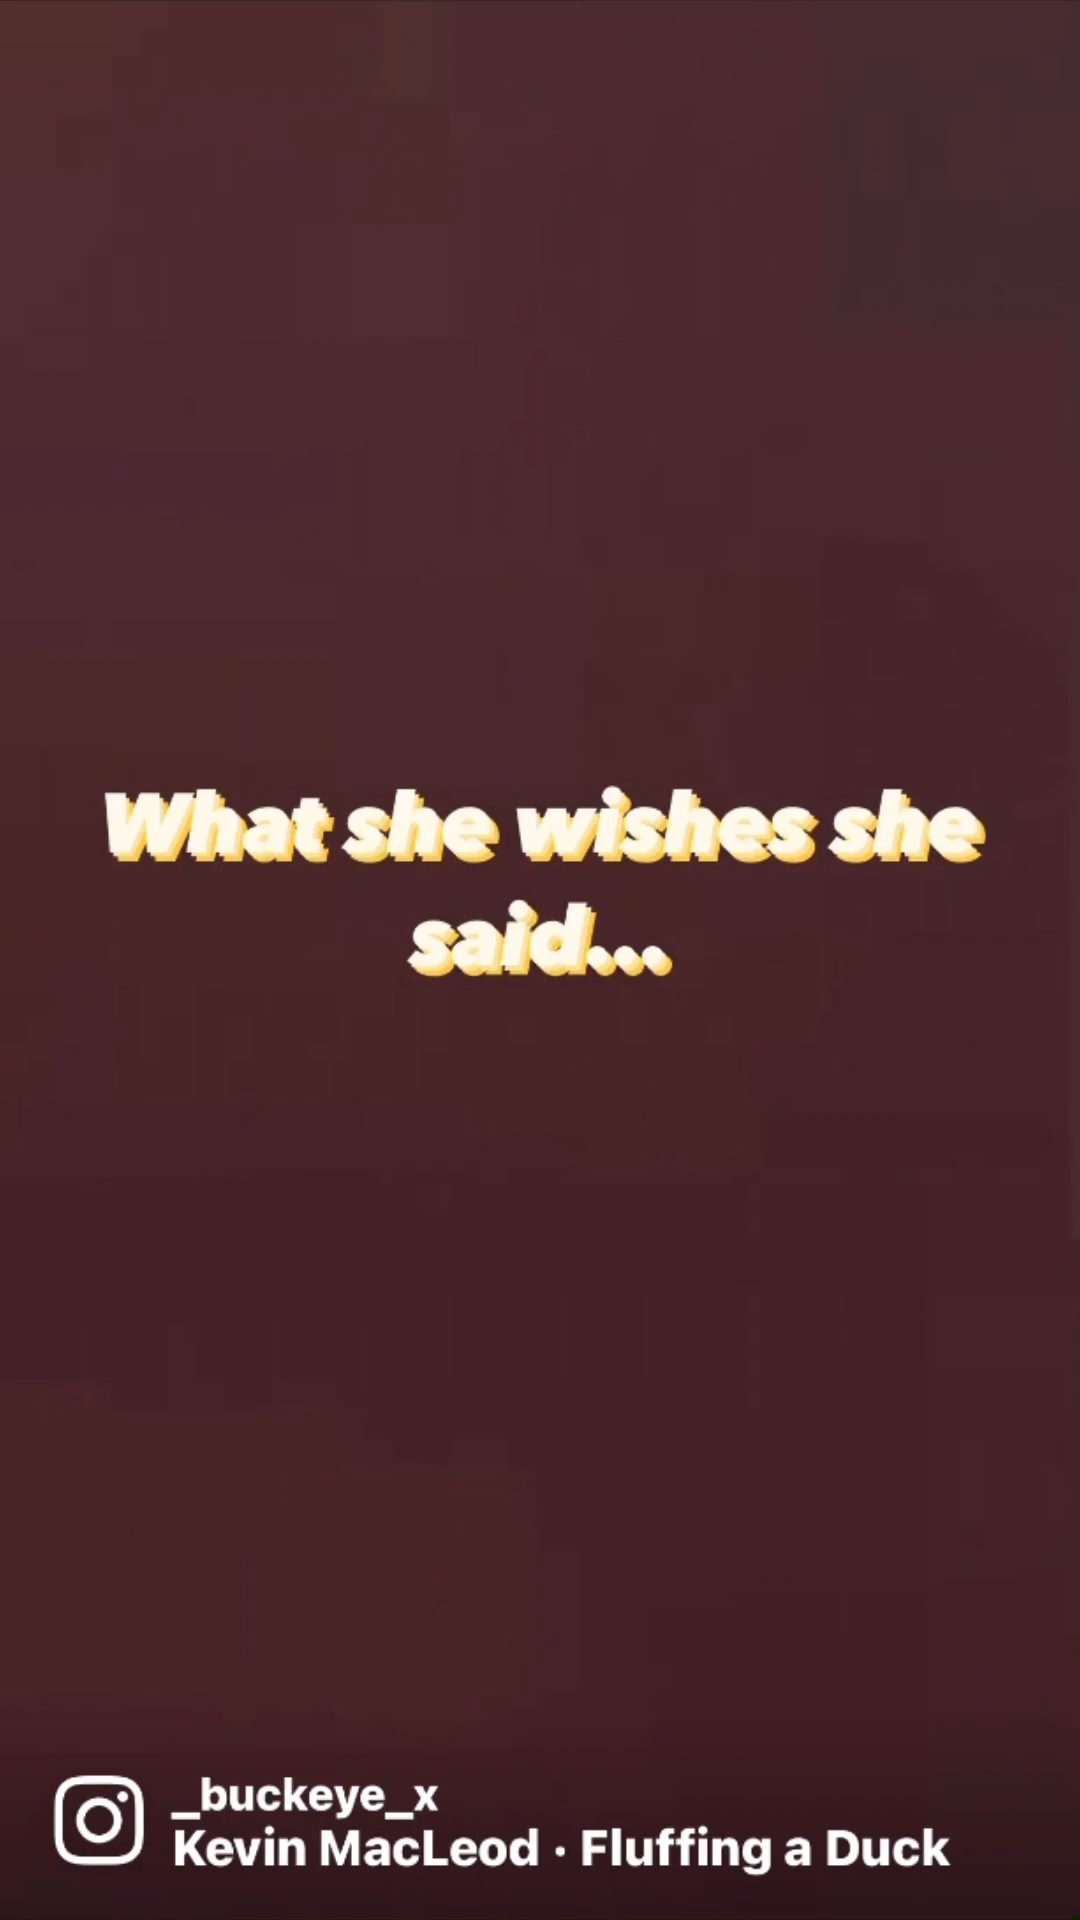 What she wishes she
said...
_buckeye_x
Kevin MacLeod · Fluffing a Duck